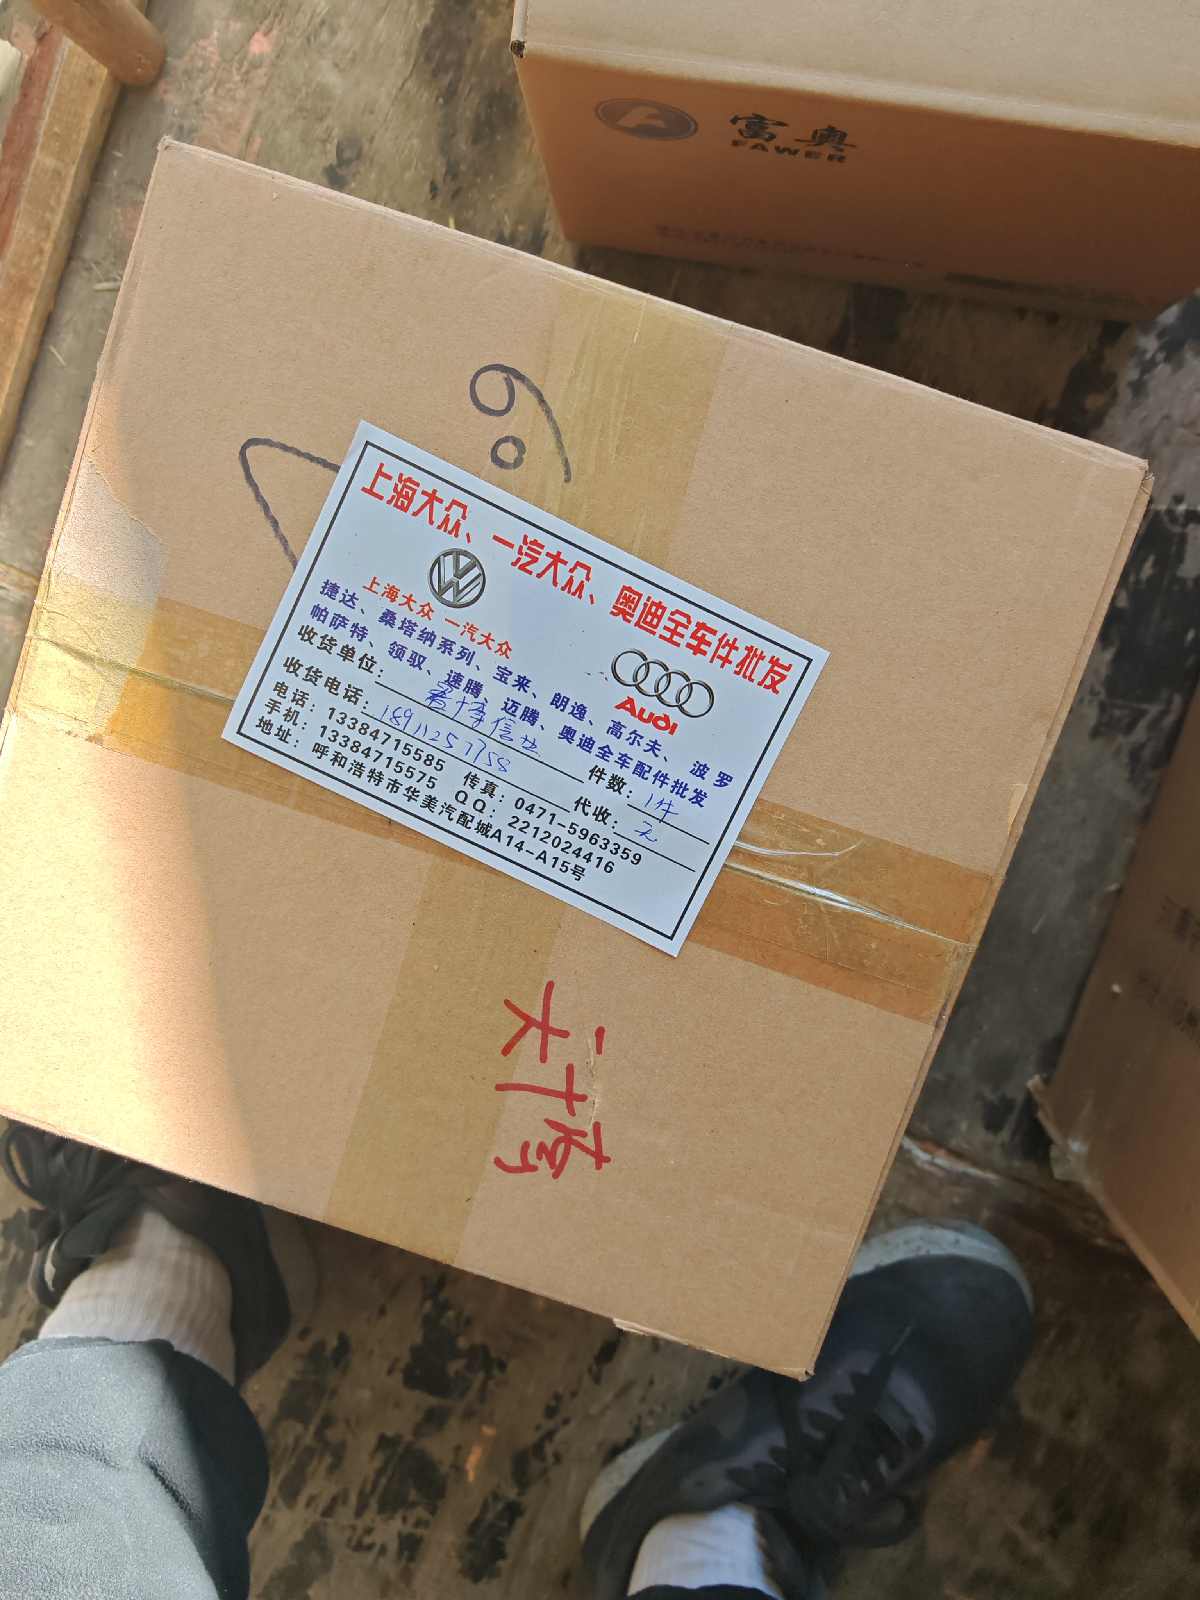 富奥
FAWER
上海大众、一汽大众、奥迪全车件批发
上海大众 一汽大众
Audi
捷达、桑塔纳系列、宝来、朗逸、高尔夫、波罗
帕萨特、领驭、速腾、迈腾、奥迪全车配件批发
收货单位： 件数：1件
收货电话：18911257758 代收：无
电话：13384715585 传真：0471-5963359
手机：13384715575 QQ：2212024416
地址：呼和浩特市华美汽配城A14-A15号